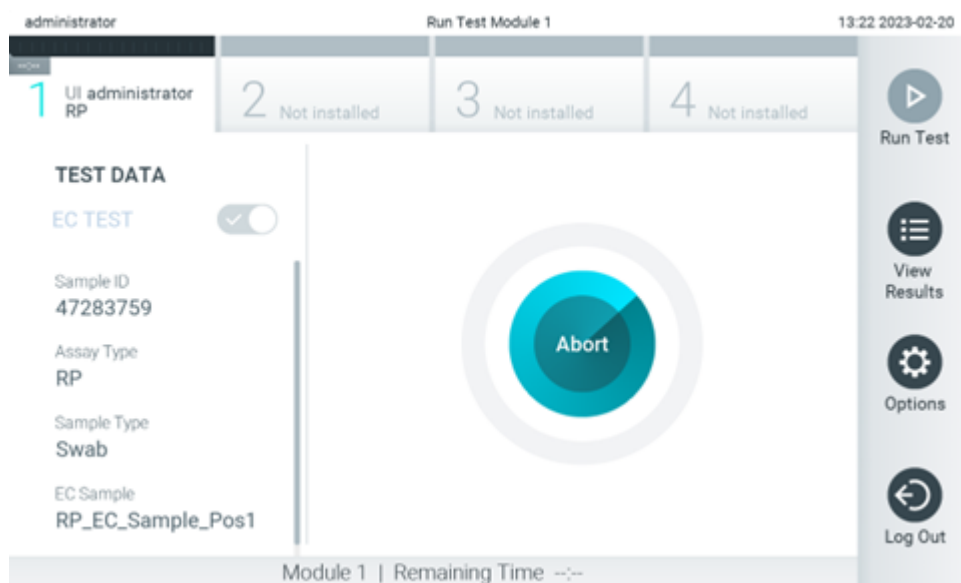 administrator
Run Test Module 1
13:22 2023-02-20
--:--
1
UI administrator
RP
2
Not installed
3
Not installed
4
Not installed
Run Test
TEST DATA
EC TEST
View
Results
Sample ID
47283759
Abort
Assay Type
RP
Options
Sample Type
Swab
EC Sample
RP_EC_Sample_Pos1
Log Out
Module 1 | Remaining Time --:--